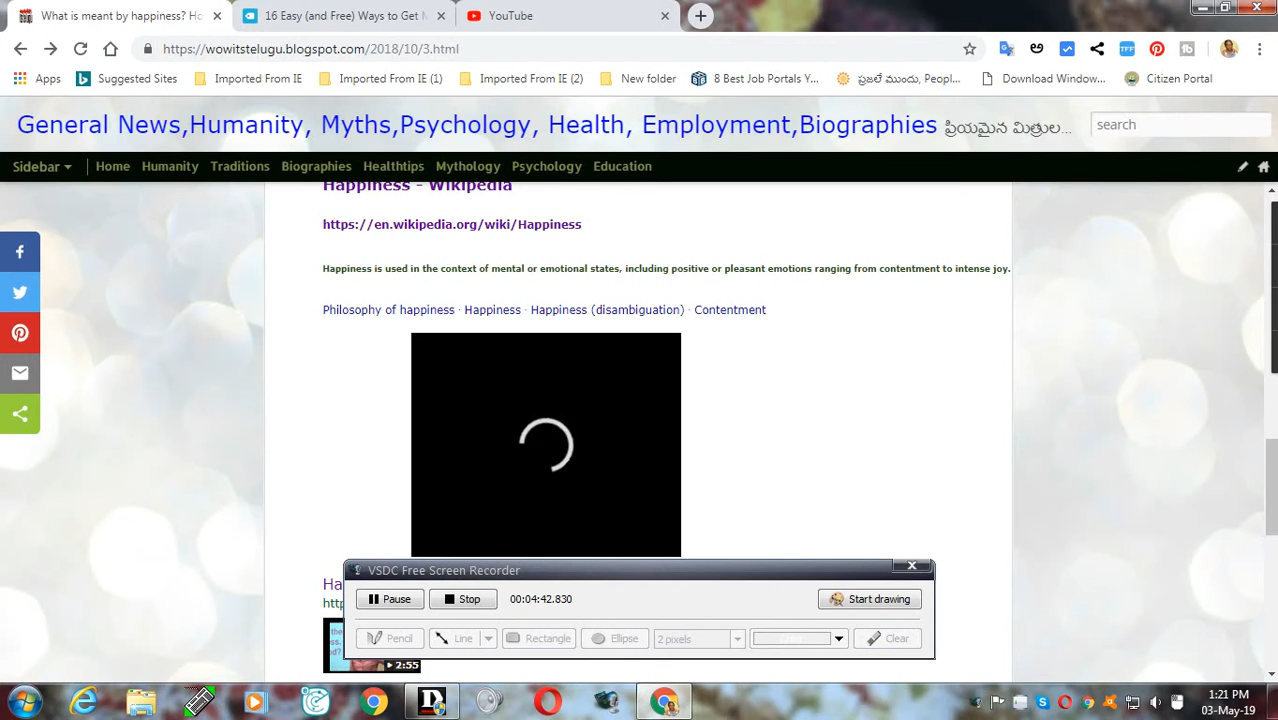 What is meant by happiness? Ho
16 Easy (and Free) Ways to Get M
YouTube
https://wowitstelugu.blogspot.com/2018/10/3.html
Apps
Suggested Sites
Imported From IE
Imported From IE (1)
Imported From IE (2)
New folder
8 Best Job Portals Y...
ప్రజలే ముందు, Peopl...
Download Window...
Citizen Portal
General News,Humanity, Myths,Psychology, Health, Employment,Biographies ప్రియమైన మిత్రుల...
search
Sidebar
Home
Humanity
Traditions
Biographies
Healthtips
Mythology
Psychology
Education
Happiness - Wikipedia
https://en.wikipedia.org/wiki/Happiness
Happiness is used in the context of mental or emotional states, including positive or pleasant emotions ranging from contentment to intense joy.
Philosophy of happiness · Happiness · Happiness (disambiguation) · Contentment
VSDC Free Screen Recorder
Pause
Stop
00:04:42.830
Start drawing
Pencil
Line
Rectangle
Ellipse
2 pixels
Clear
2:55
1:21 PM
03-May-19